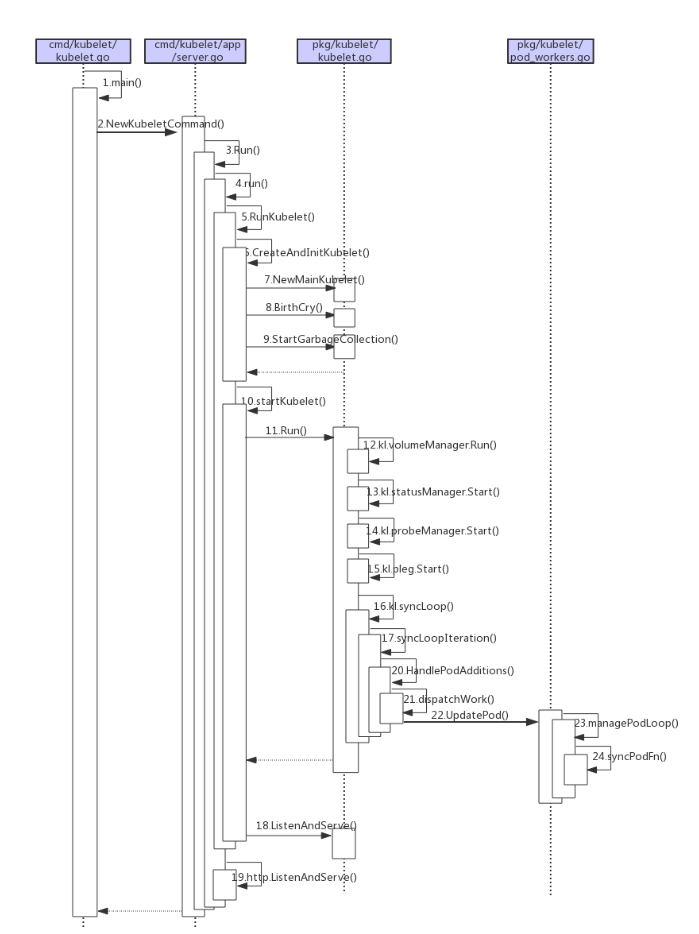 cmd/kubelet/
kubelet.go
cmd/kubelet/app
/server.go
pkg/kubelet/
kubelet.go
pkg/kubelet/
pod_workers.go
1.main()
2.NewKubeletCommand()
3.Run()
4.run()
5.RunKubelet()
6.CreateAndInitKubelet()
7.NewMainKubelet()
8.BirthCry()
9.StartGarbageCollection()
10.startKubelet()
11.Run()
12.kl.volumeManager.Run()
13.kl.statusManager.Start()
14.kl.probeManager.Start()
15.kl.pleg.Start()
16.kl.syncLoop()
17.syncLoopIteration()
20.HandlePodAdditions()
21.dispatchWork()
22.UpdatePod()
23.managePodLoop()
24.syncPodFn()
18.ListenAndServe()
19.http.ListenAndServe()